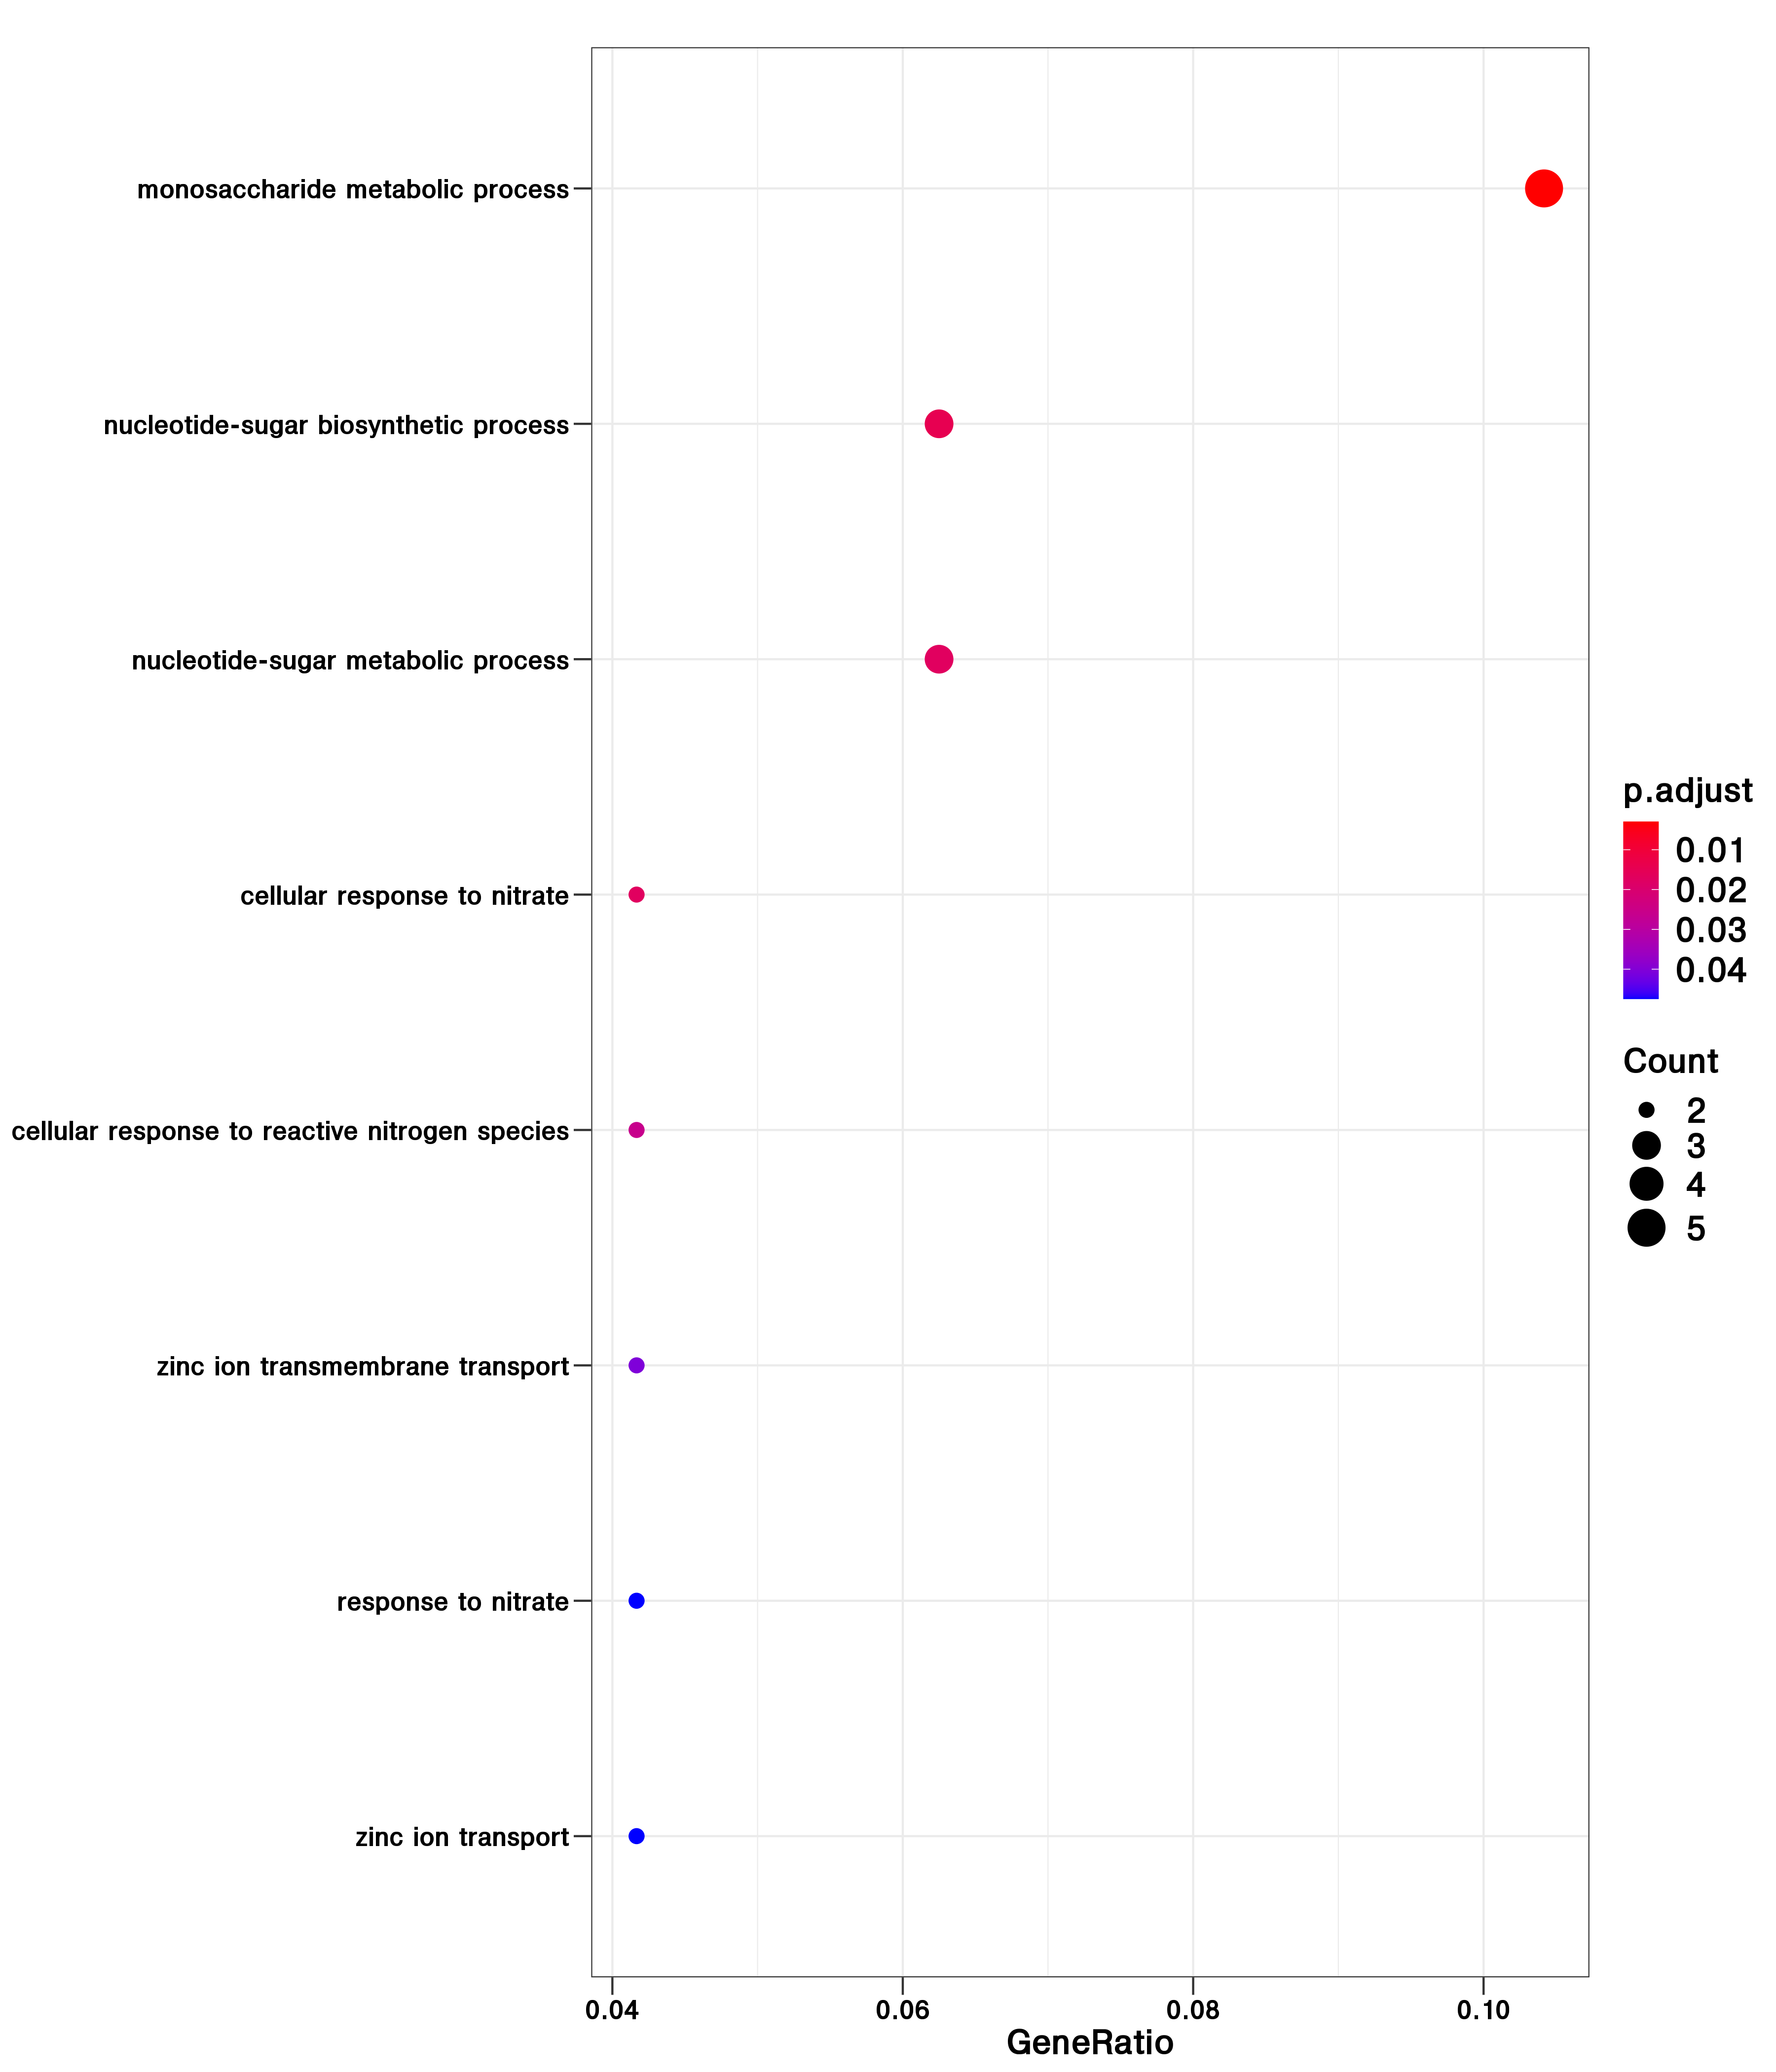 monosaccharide metabolic process
nucleotide-sugar biosynthetic process
nucleotide-sugar metabolic process
cellular response to nitrate
cellular response to reactive nitrogen species
zinc ion transmembrane transport
response to nitrate
zinc ion transport
0.04
0.06
0.08
0.10
GeneRatio
p.adjust
0.01
0.02
0.03
0.04
Count
2
3
4
5